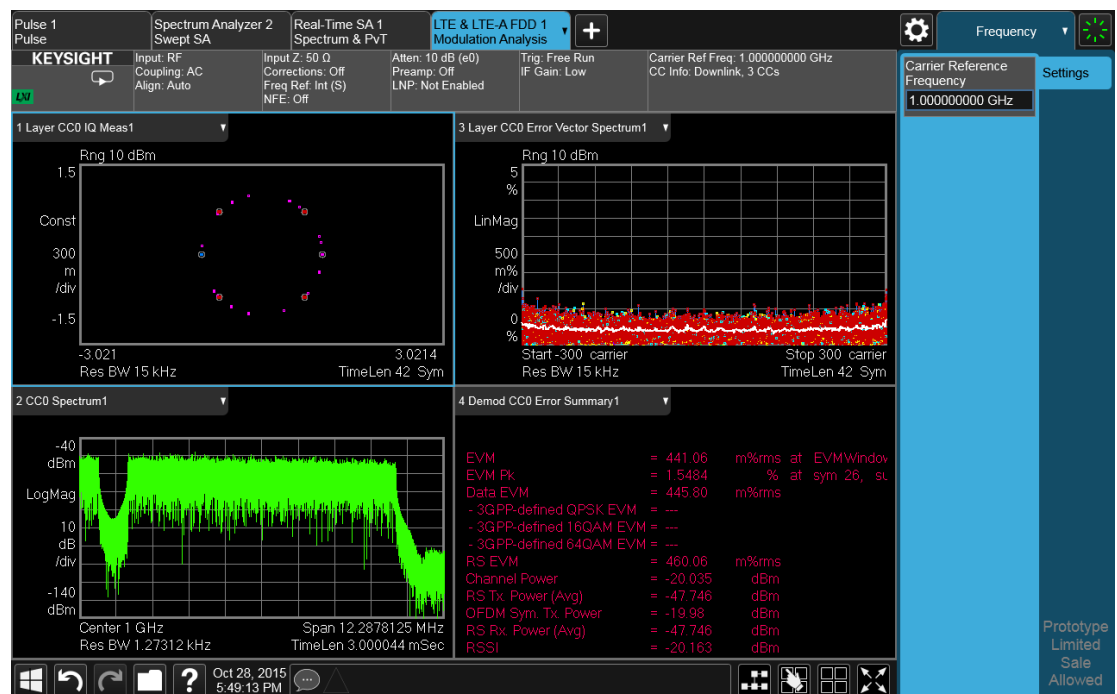 Pulse 1
Pulse
Spectrum Analyzer 2
Swept SA
Real-Time SA 1
Spectrum & PvT
LTE & LTE-A FDD 1
Modulation Analysis
Frequency
KEYSIGHT
LXI
Input: RF
Coupling: AC
Align: Auto
Input Z: 50 Ω
Corrections: Off
Freq Ref: Int (S)
NFE: Off
Atten: 10 dB (e0)
Preamp: Off
LNP: Not Enabled
Trig: Free Run
IF Gain: Low
Carrier Ref Freq: 1.000000000 GHz
CC Info: Downlink, 3 CCs
Carrier Reference
Frequency
1.000000000 GHz
Settings
1 Layer CC0 IQ Meas1
Rng 10 dBm
1.5
Const
300
m
/div
-1.5
-3.021
3.0214
Res BW 15 kHz
TimeLen 42 Sym
3 Layer CC0 Error Vector Spectrum1
Rng 10 dBm
5
%
LinMag
500
m%
/div
0
%
Start -300 carrier
Stop 300 carrier
Res BW 15 kHz
TimeLen 42 Sym
2 CC0 Spectrum1
-40
dBm
LogMag
10
dB
/div
-140
dBm
Center 1 GHz
Span 12.2878125 MHz
Res BW 1.27312 kHz
TimeLen 3.000044 mSec
4 Demod CC0 Error Summary1
EVM = 441.06 m%rms at EVMWindow
EVM Pk = 1.5484 % at sym 26, su
Data EVM = 445.80 m%rms
- 3GPP-defined QPSK EVM = ---
- 3GPP-defined 16QAM EVM = ---
- 3GPP-defined 64QAM EVM = ---
RS EVM = 460.06 m%rms
Channel Power = -20.035 dBm
RS Tx. Power (Avg) = -47.746 dBm
OFDM Sym. Tx. Power = -19.98 dBm
RS Rx. Power (Avg) = -47.746 dBm
RSSI = -20.163 dBm
Prototype
Limited
Sale
Allowed
?
Oct 28, 2015
5:49:13 PM